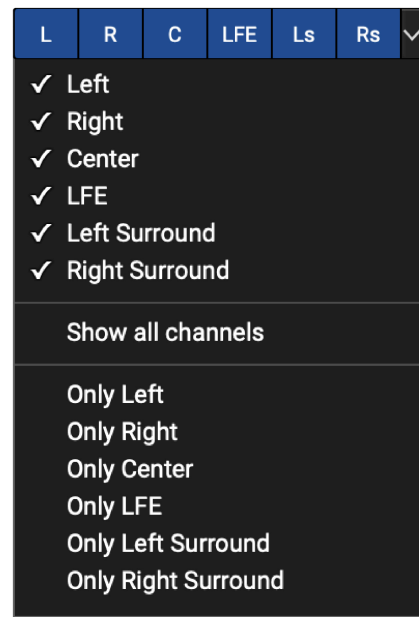 L R C LFE Ls Rs
Left
Right
Center
LFE
Left Surround
Right Surround
Show all channels
Only Left
Only Right
Only Center
Only LFE
Only Left Surround
Only Right Surround